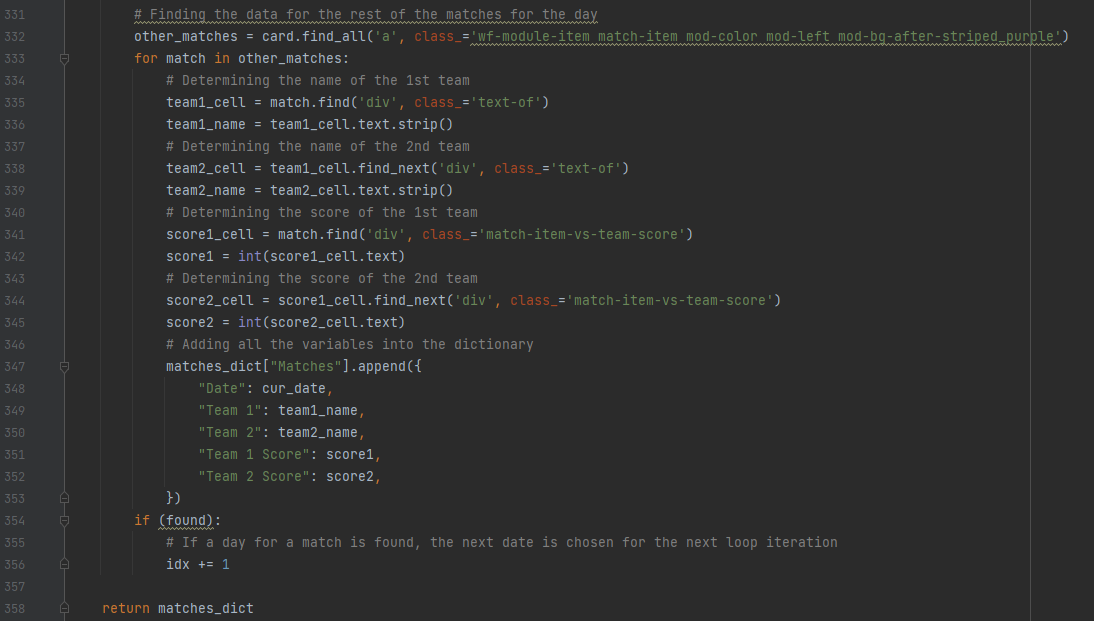 331 # Finding the data for the rest of the matches for the day
332 other_matches = card.find_all('a', class_='wf-module-item match-item mod-color mod-left mod-bg-after-striped_purple')
333 for match in other_matches:
334 # Determining the name of the 1st team
335 team1_cell = match.find('div', class_='text-of')
336 team1_name = team1_cell.text.strip()
337 # Determining the name of the 2nd team
338 team2_cell = team1_cell.find_next('div', class_='text-of')
339 team2_name = team2_cell.text.strip()
340 # Determining the score of the 1st team
341 score1_cell = match.find('div', class_='match-item-vs-team-score')
342 score1 = int(score1_cell.text)
343 # Determining the score of the 2nd team
344 score2_cell = score1_cell.find_next('div', class_='match-item-vs-team-score')
345 score2 = int(score2_cell.text)
346 # Adding all the variables into the dictionary
347 matches_dict["Matches"].append({
348 "Date": cur_date,
349 "Team 1": team1_name,
350 "Team 2": team2_name,
351 "Team 1 Score": score1,
352 "Team 2 Score": score2,
353 })
354 if (found):
355 # If a day for a match is found, the next date is chosen for the next loop iteration
356 idx += 1
357
358 return matches_dict